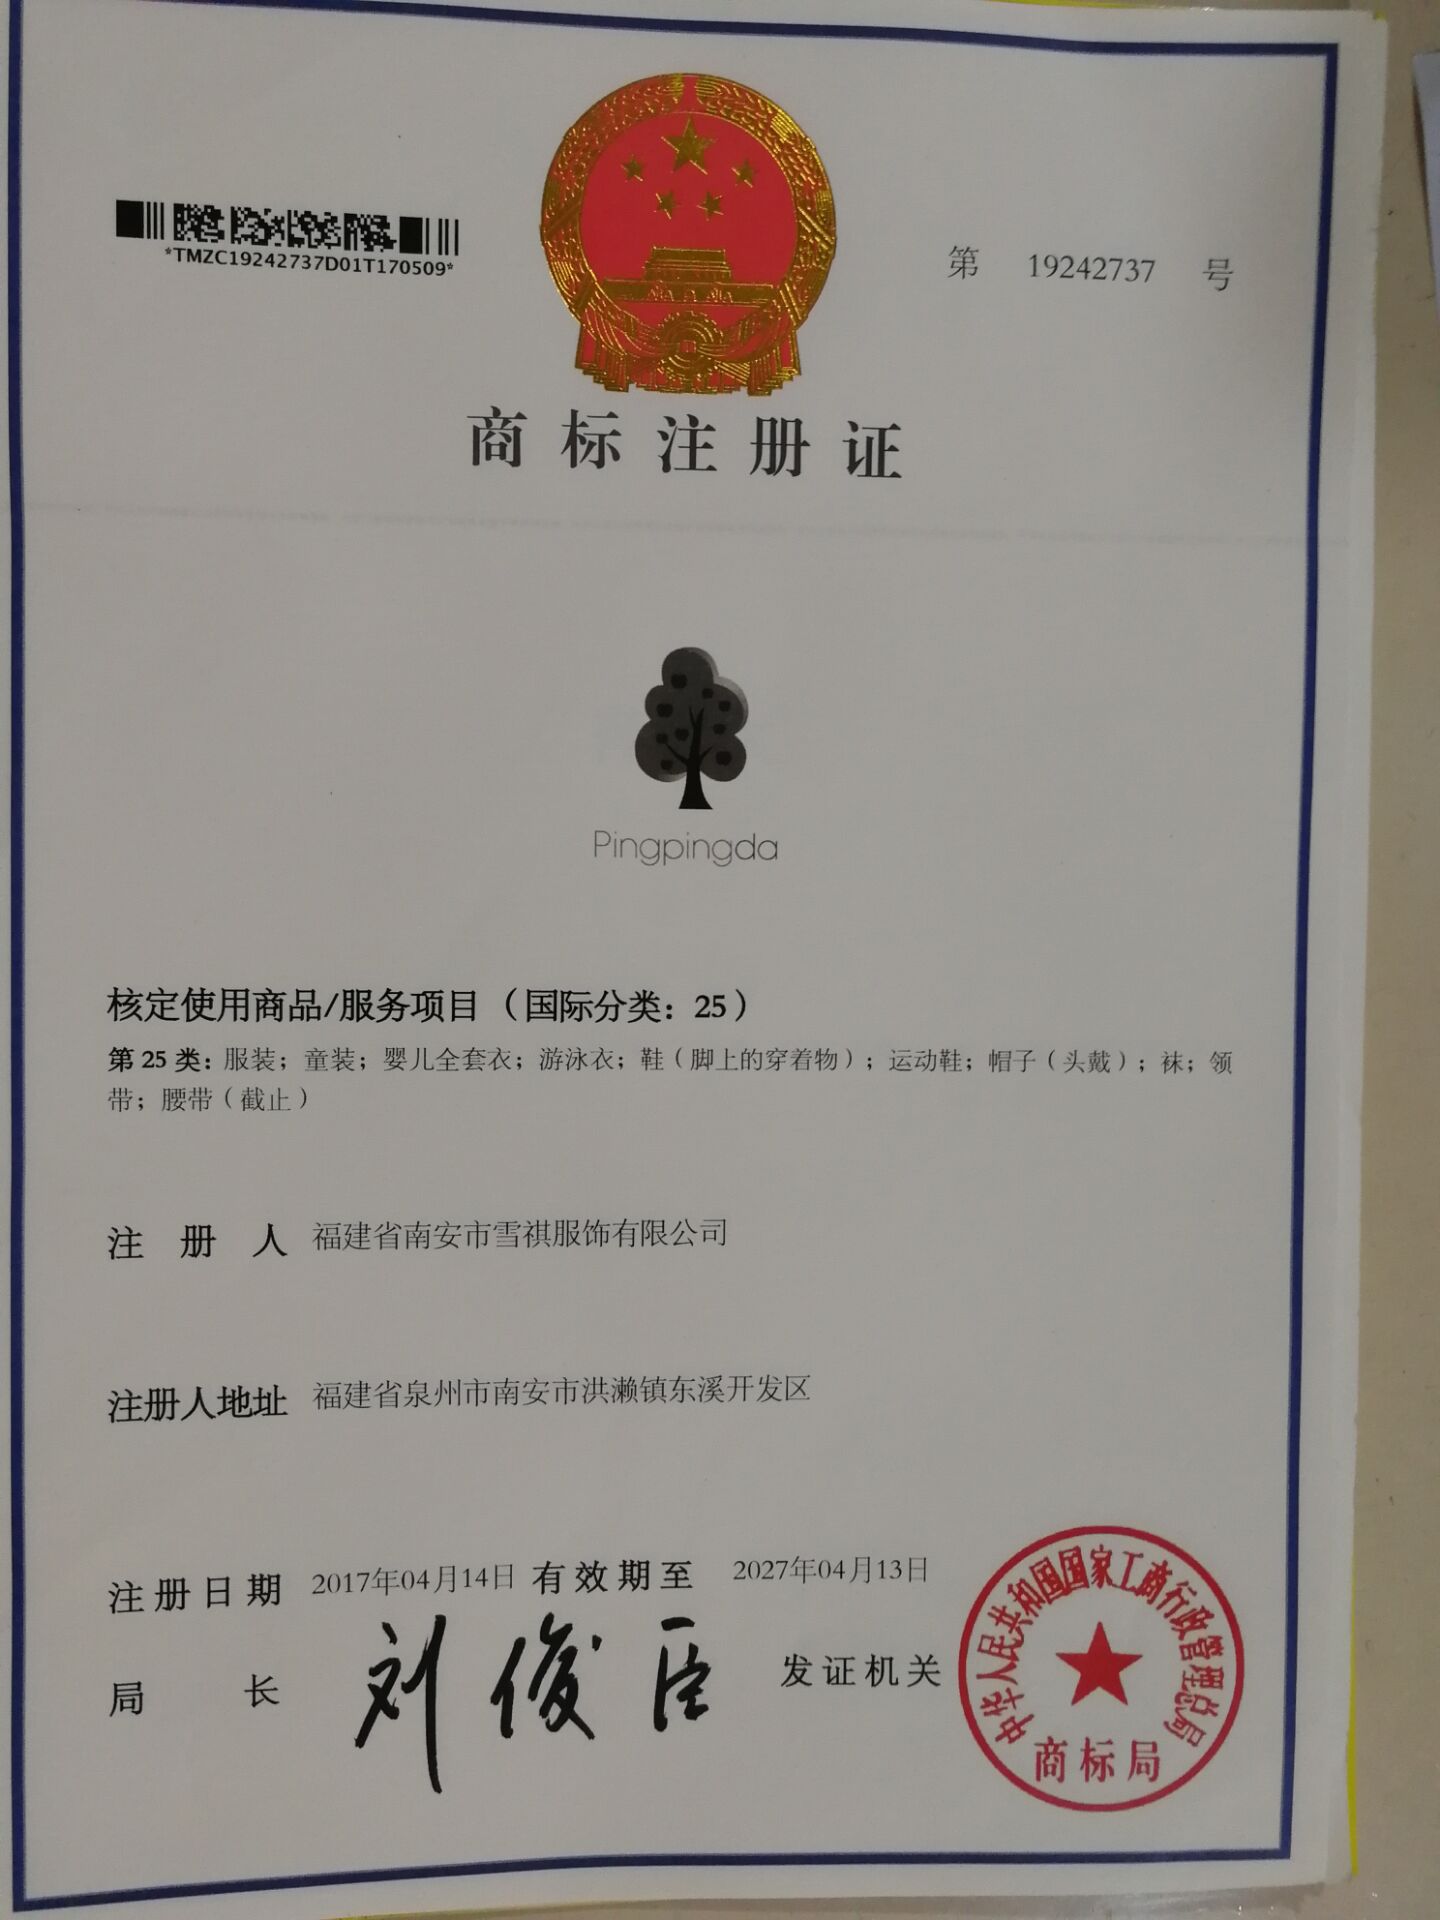 *TMZC19242737D01T170509*
第 19242737 号
商标注册证
Pingpingda
核定使用商品/服务项目（国际分类：25）
第 25 类：服装；童装；婴儿全套衣；游泳衣；鞋（脚上的穿着物）；运动鞋；帽子（头戴）；袜；领
带；腰带（截止）
注册人 福建省南安市雪祺服饰有限公司
注册人地址 福建省泉州市南安市洪濑镇东溪开发区
注册日期 2017年04月14日 有效期至 2027年04月13日
局长 刘俊臣 发证机关
中华人民共和国国家工商行政管理总局
商标局